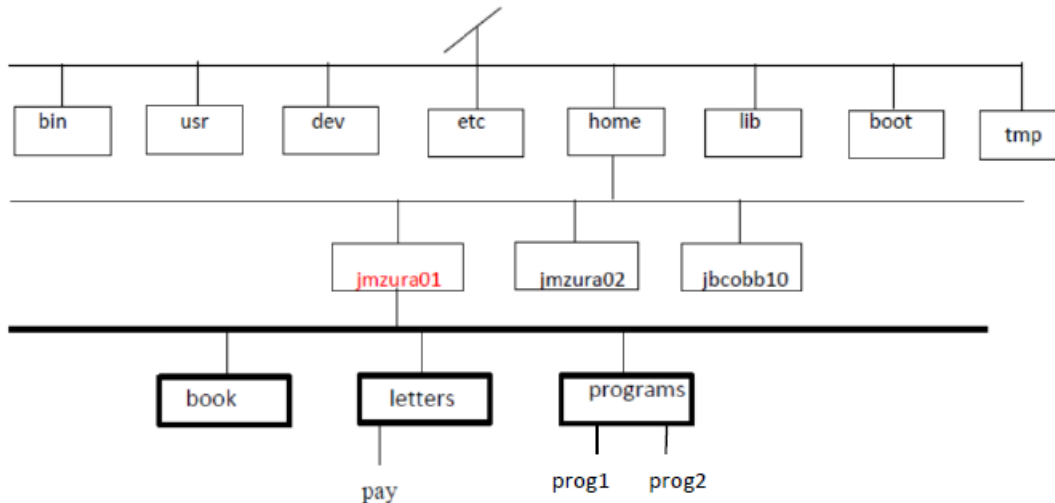 bin usr dev etc home lib boot tmp
jmzura01 jmzura02 jbcobb10
book letters programs
pay prog1 prog2